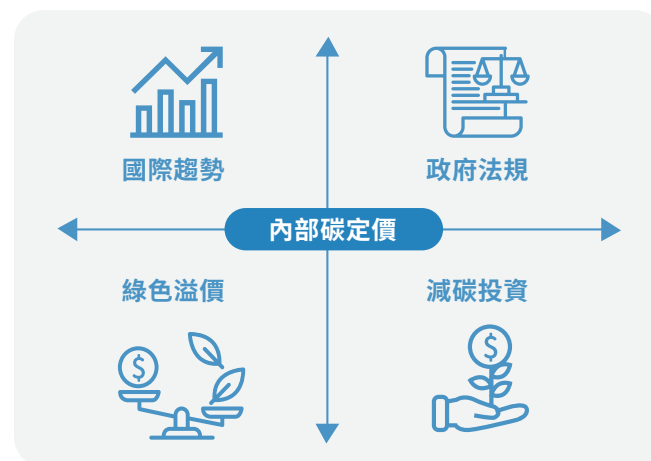 國際趨勢
政府法規
內部碳定價
綠色溢價
減碳投資